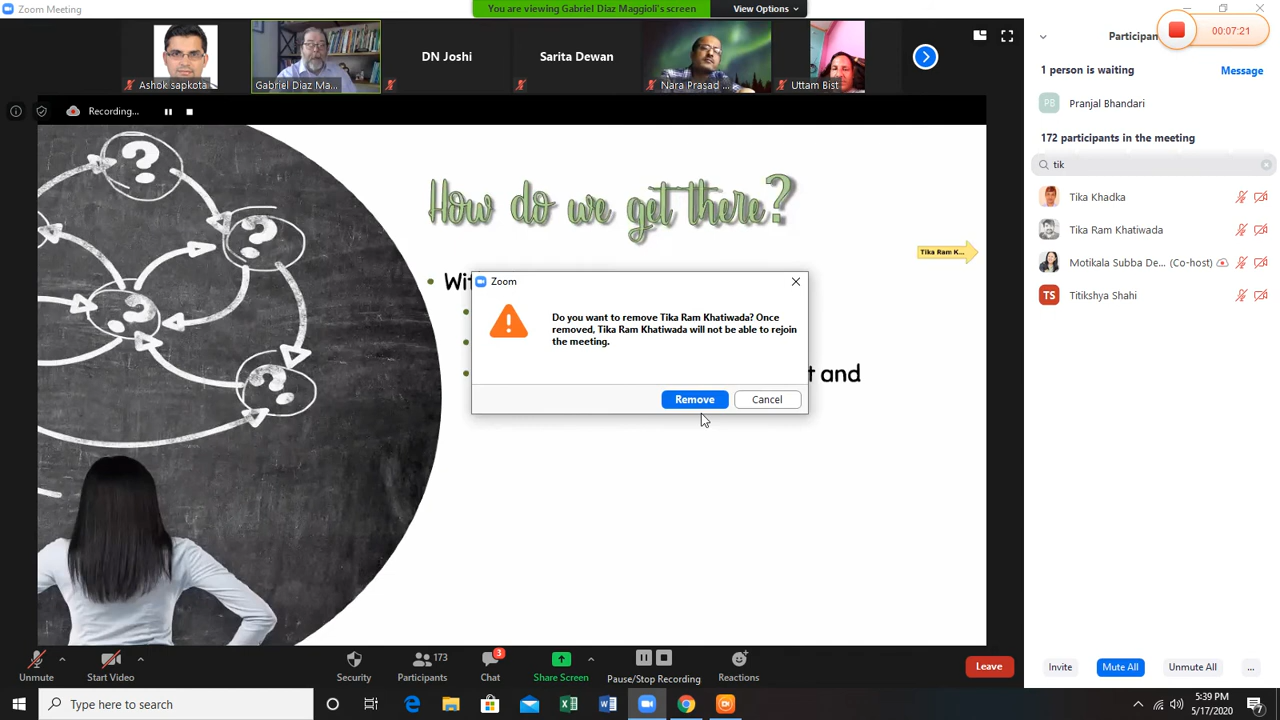 Zoom Meeting
You are viewing Gabriel Diaz Maggioli's screen
View Options
Ashok sapkota
Gabriel Diaz Ma...
DN Joshi
Sarita Dewan
Nara Prasad ...
Uttam Bist
Recording...
How do we get there?
Tika Ram K...
Wit
t and
Zoom
Do you want to remove Tika Ram Khatiwada? Once
removed, Tika Ram Khatiwada will not be able to rejoin
the meeting.
Remove
Cancel
Particip
00:07:21
1 person is waiting
Message
PB
Pranjal Bhandari
172 participants in the meeting
tik
Tika Khadka
Tika Ram Khatiwada
Motikala Subba De... (Co-host)
TS
Titikshya Shahi
Invite
Mute All
Unmute All
...
Unmute
Start Video
Security
173
Participants
3
Chat
Share Screen
Pause/Stop Recording
Reactions
Leave
Type here to search
5:39 PM
5/17/2020
7